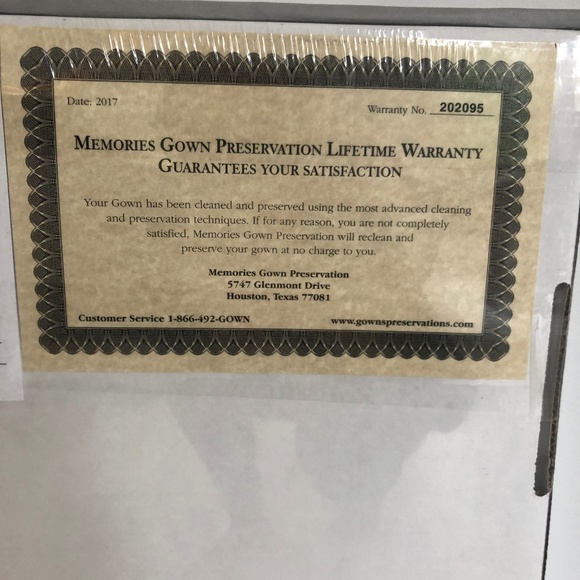 Date: 2017
Warranty No. 202095
MEMORIES GOWN PRESERVATION LIFETIME WARRANTY
GUARANTEES YOUR SATISFACTION
Your Gown has been cleaned and preserved using the most advanced cleaning
and preservation techniques. If for any reason, you are not completely
satisfied, Memories Gown Preservation will reclean and
preserve your gown at no charge to you.
Memories Gown Preservation
5747 Glenmont Drive
Houston, Texas 77081
Customer Service 1-866-492-GOWN
www.gownspreservations.com